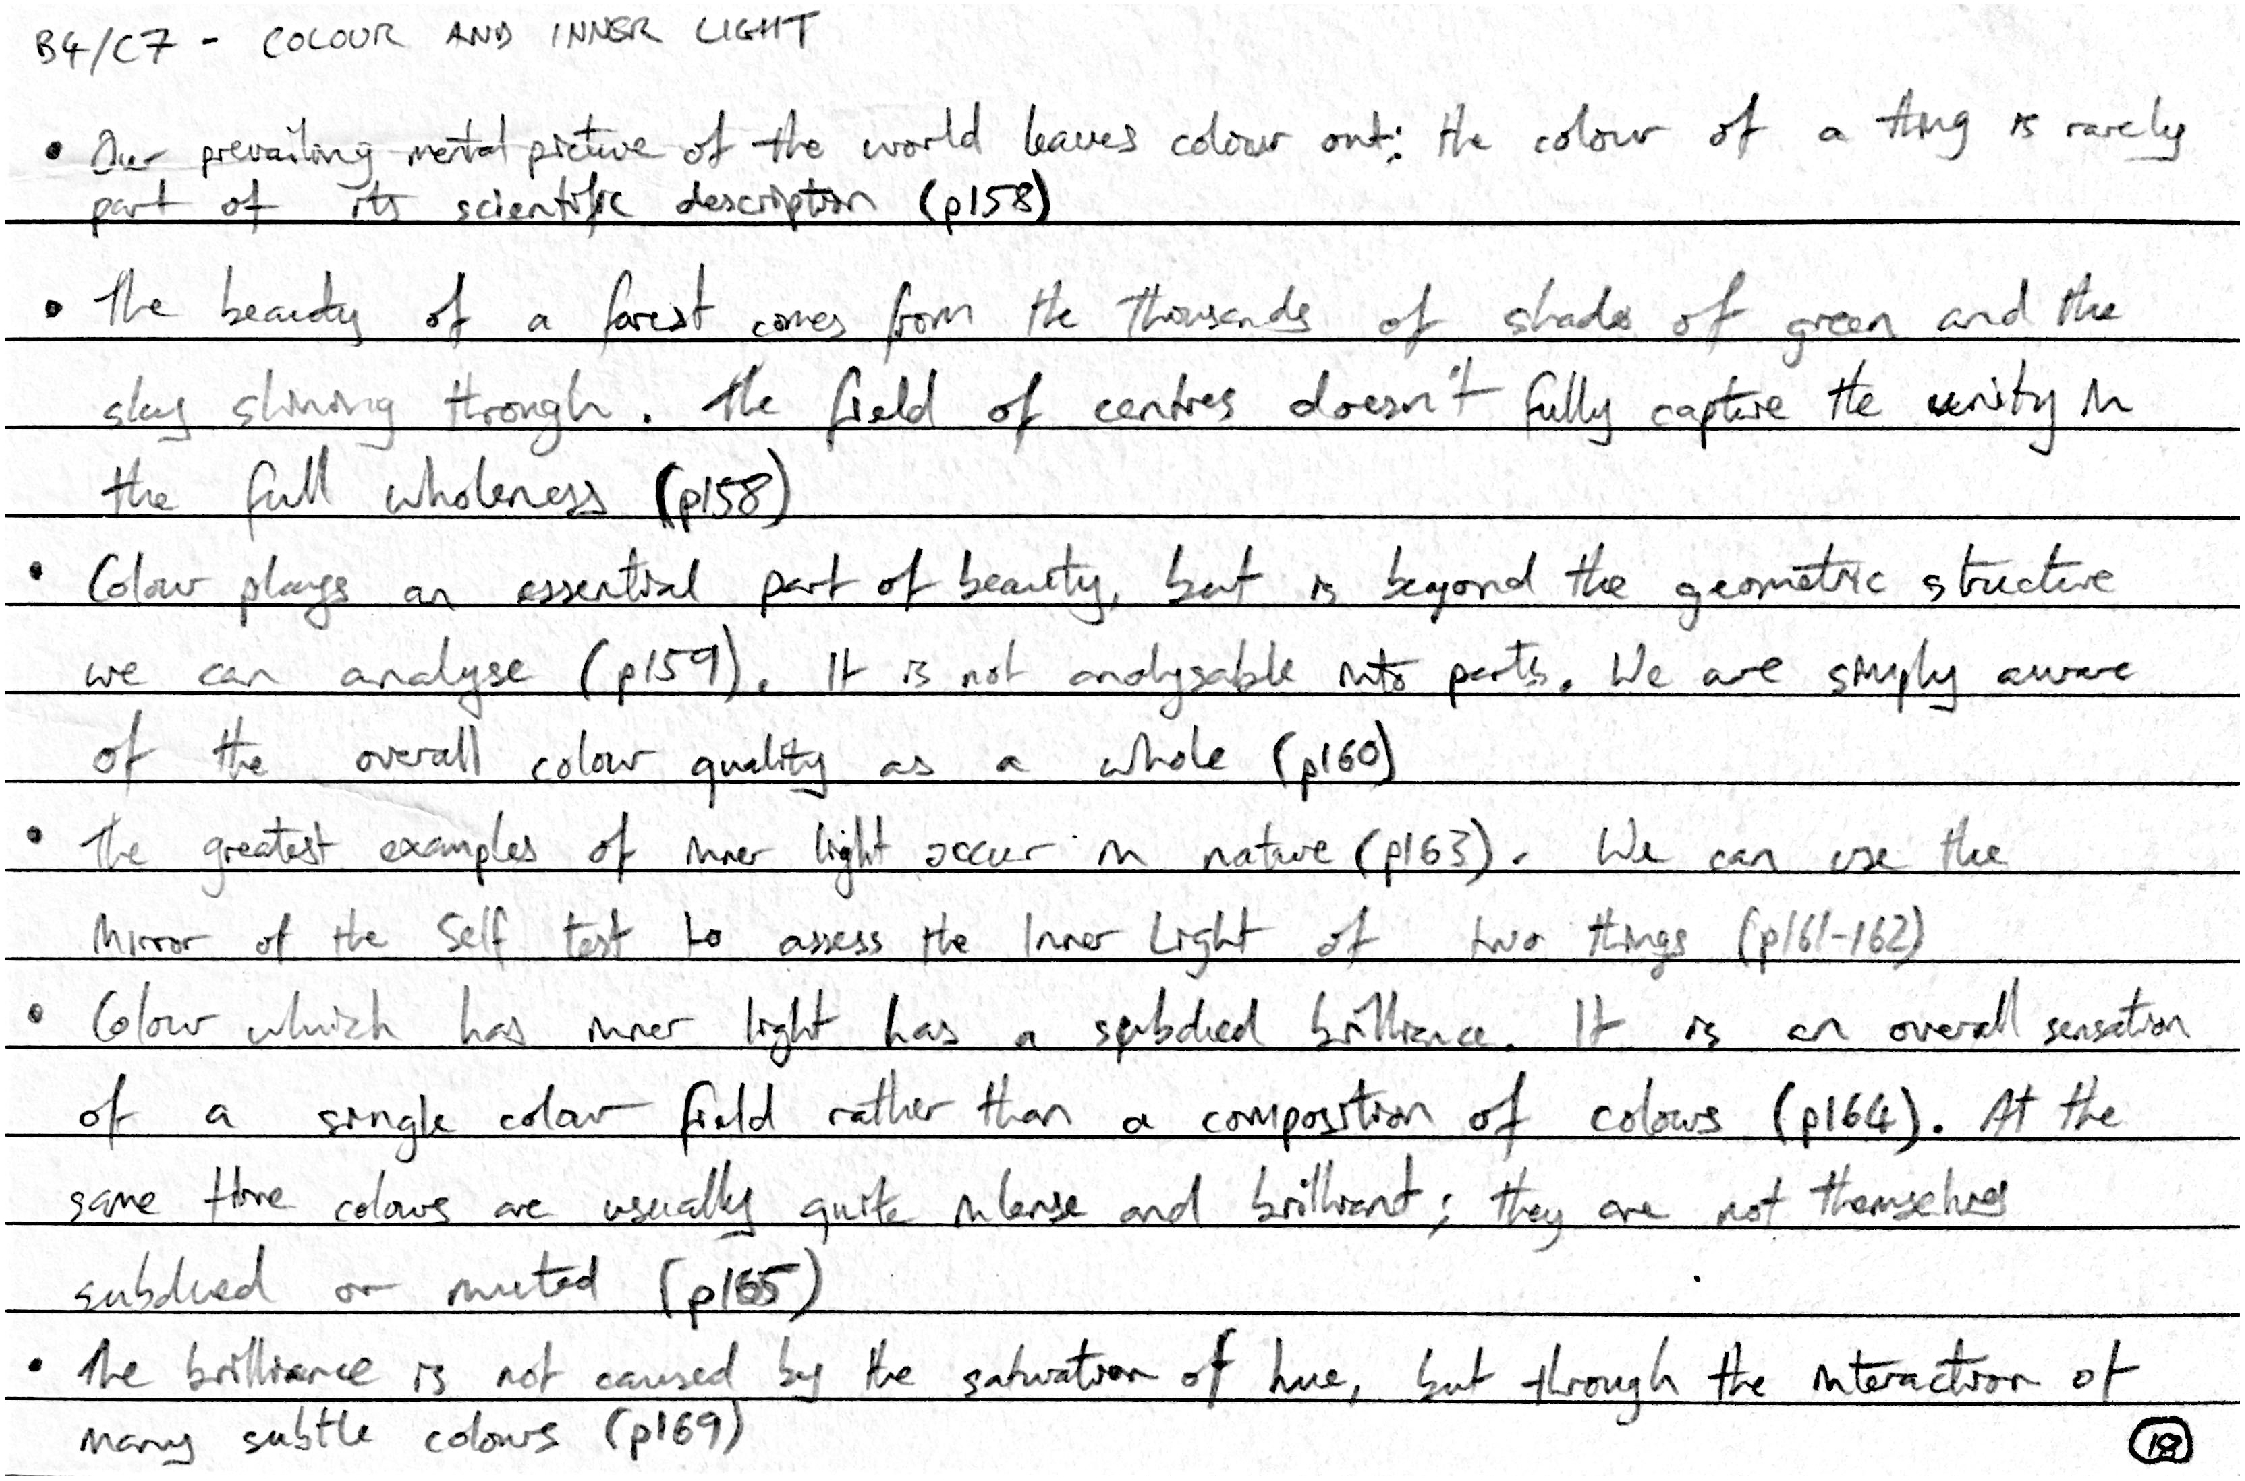 B4/C7 - COLOUR AND INNER LIGHT
• Our prevailing mental picture of the world leaves colour out: the colour of a thing is rarely
part of its scientific description (p158)
• The beauty of a forest comes from the thousands of shades of green and the
sky shining through. The field of centres doesn't fully capture the unity in
the full wholeness (p158)
• Colour plays an essential part of beauty, but is beyond the geometric structure
we can analyse (p159). It is not analysable into parts. We are simply aware
of the overall colour quality as a whole (p160)
• The greatest examples of inner light occur in nature (p163). We can use the
Mirror of the Self test to assess the Inner Light of two things (p161-162)
• Colour which has inner light has a subdued brilliance. It is an overall sensation
of a single colour field rather than a composition of colours (p164). At the
same time colours are usually quite intense and brilliant; they are not themselves
subdued or muted (p165)
• The brilliance is not caused by the saturation of hue, but through the interaction of
many subtle colours (p169)